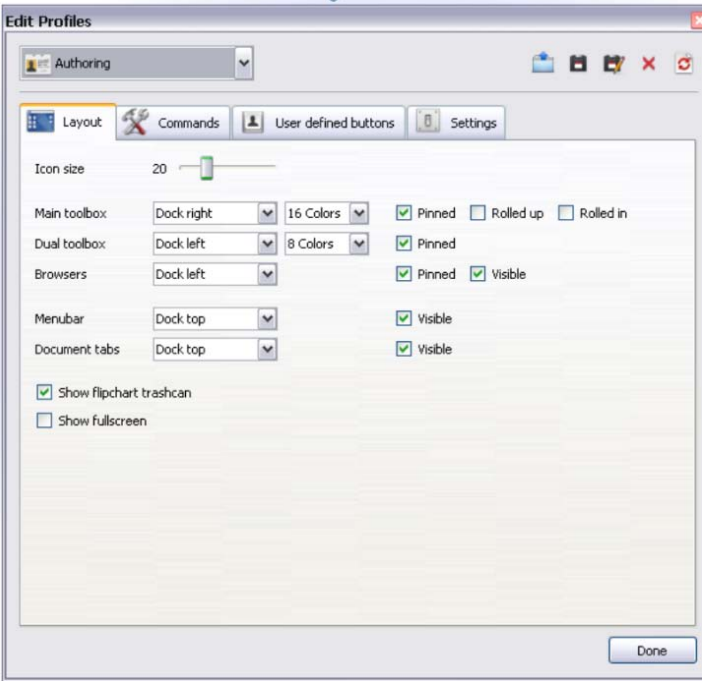 Edit Profiles
Authoring
Layout Commands User defined buttons Settings
Icon size 20
Main toolbox Dock right 16 Colors Pinned Rolled up Rolled in
Dual toolbox Dock left 8 Colors Pinned
Browsers Dock left Pinned Visible
Menubar Dock top Visible
Document tabs Dock top Visible
Show flipchart trashcan
Show fullscreen
Done